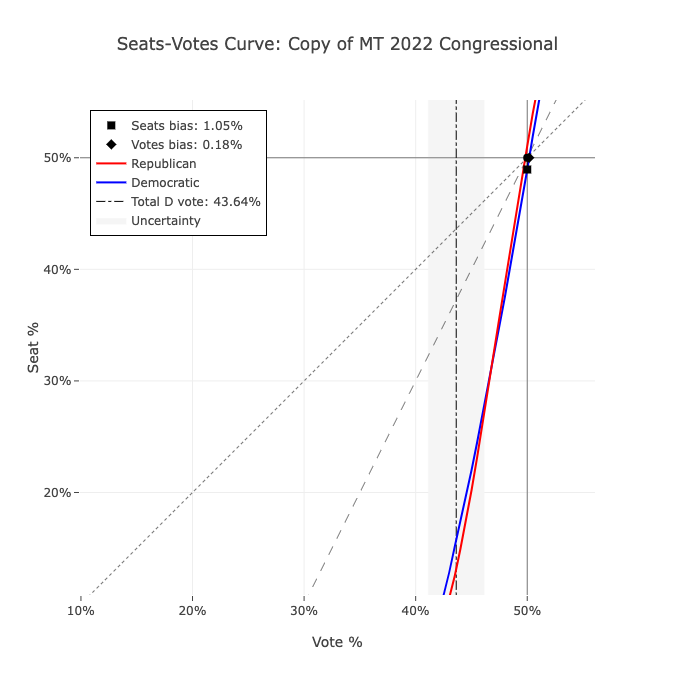 Seats-Votes Curve: Copy of MT 2022 Congressional
Seats bias: 1.05%
Votes bias: 0.18%
Republican
Democratic
Total D vote: 43.64%
Uncertainty
50%
40%
30%
20%
Seat %
10%
20%
30%
40%
50%
Vote %